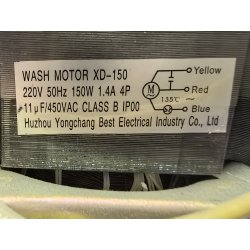 WASH MOTOR XD-150
220V 50Hz 150W 1.4A 4P
11μF/450VAC CLASS B IP00
Huzhou Yongchang Best Electrical Industry Co., Ltd
Yellow
M
Red
135℃
Blue